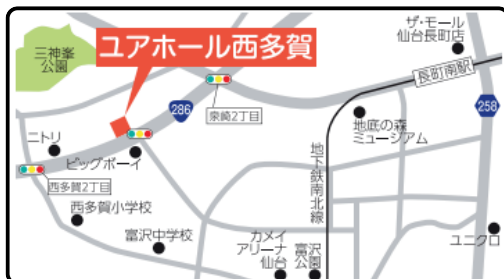 三神峯
公園
ユアホール西多賀
ザ・モール
仙台長町店
長町南駅
286
泉崎2丁目
258
地底の森
ミュージアム
ニトリ
ビッグボーイ
地下鉄南北線
西多賀2丁目
西多賀小学校
富沢中学校
カメイ
アリーナ
仙台
富沢
公園
ユニクロ